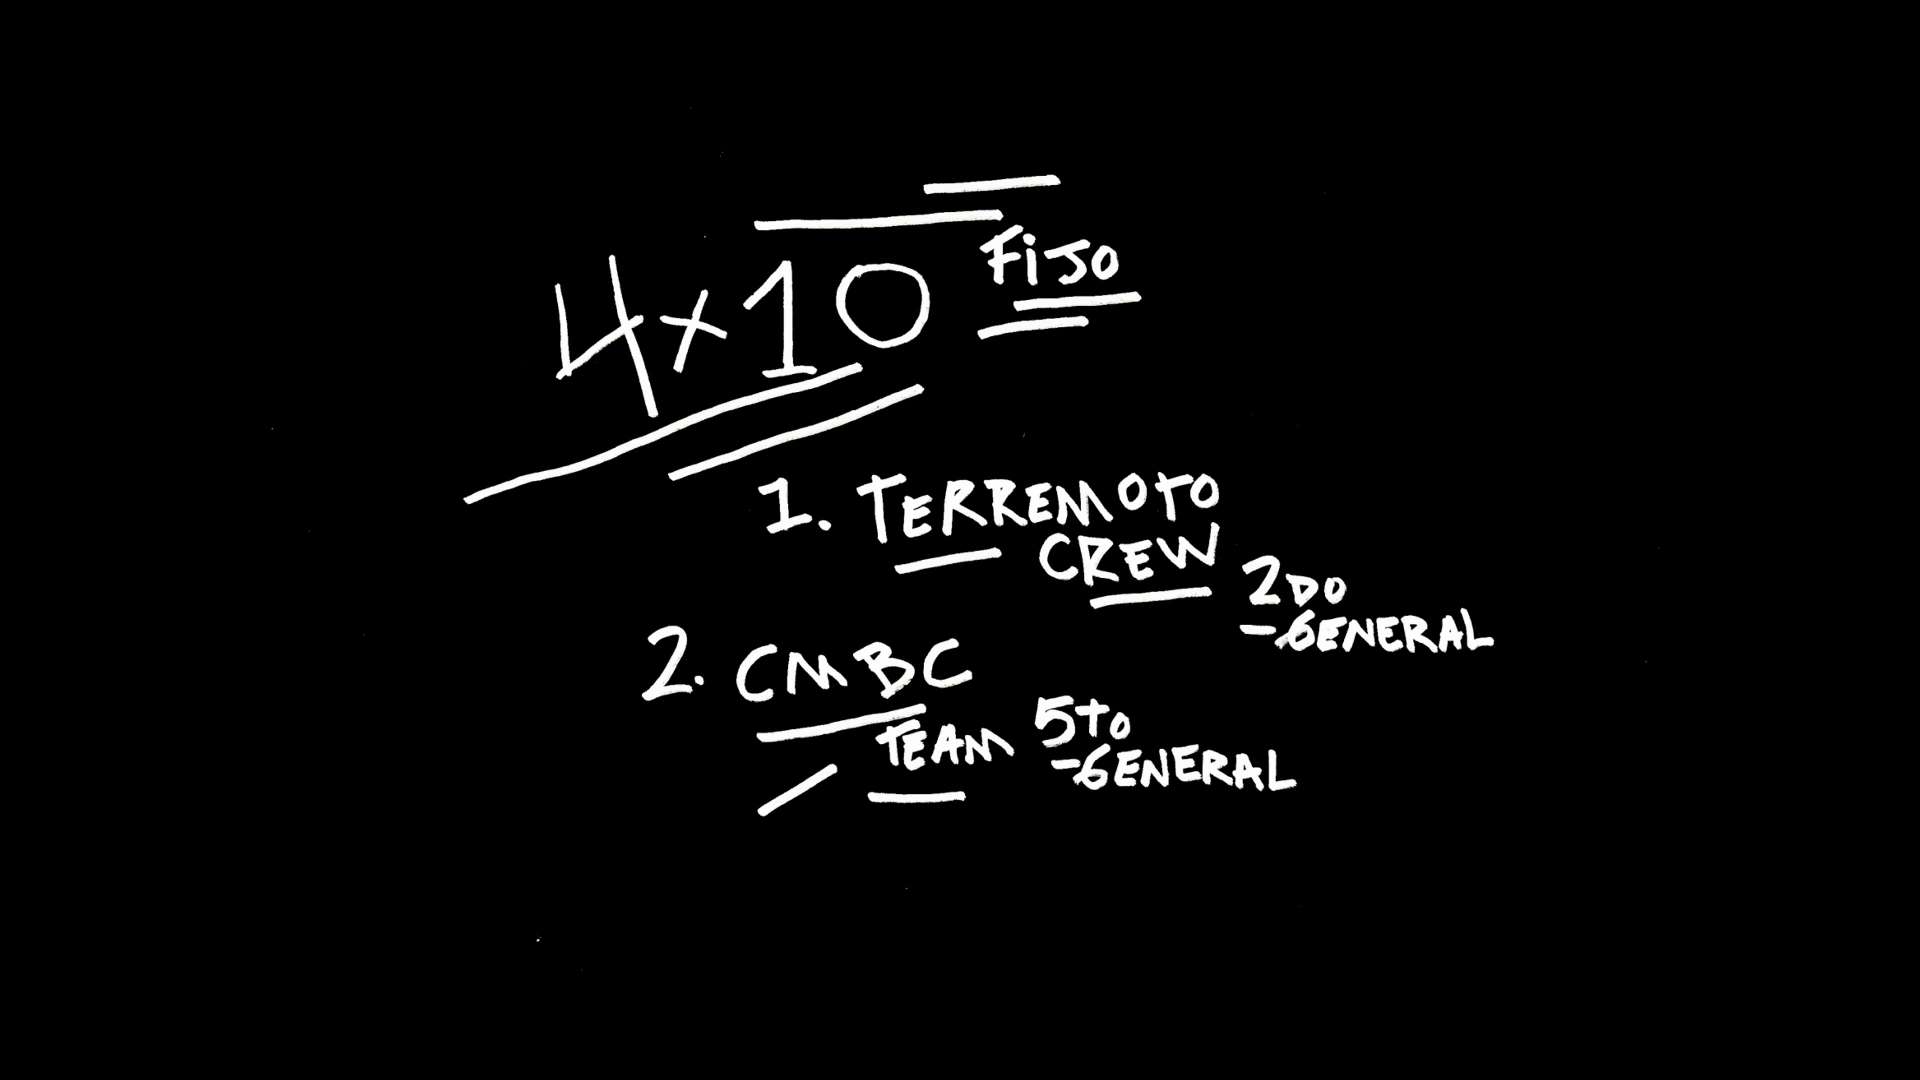 4x10 FiJO
1. TERREMOTO
CREW
2DO
-GENERAL
2. CMBC
TEAM
5TO
-GENERAL